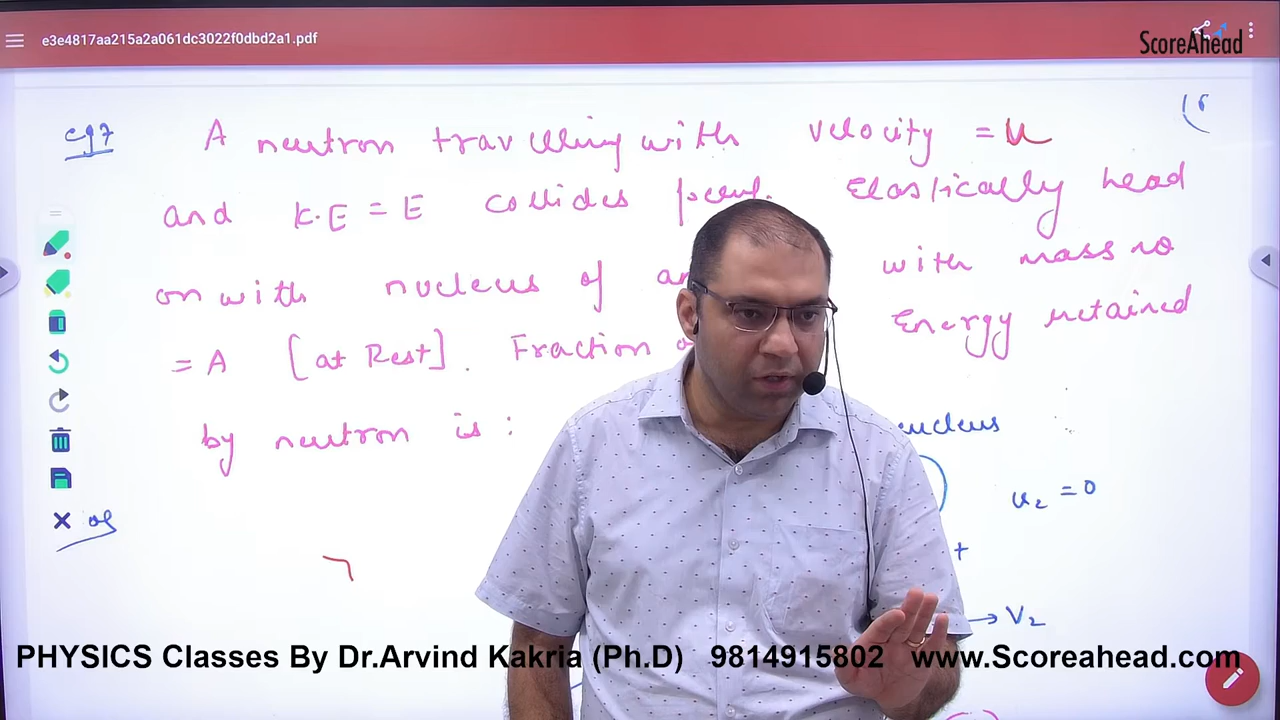 e3e4817aa215a2a061dc3022f0dbd2a1.pdf
ScoreAhead
eg 7 A neutron travelling with velocity = u
and K.E = E collides Elastically head
on with nucleus of with mass no
= A [at Rest]. Fraction Energy retained
by neutron is:
nucleus
u₂ = 0
+
→ V₂
PHYSICS Classes By Dr.Arvind Kakria (Ph.D) 9814915802 www.Scoreahead.com